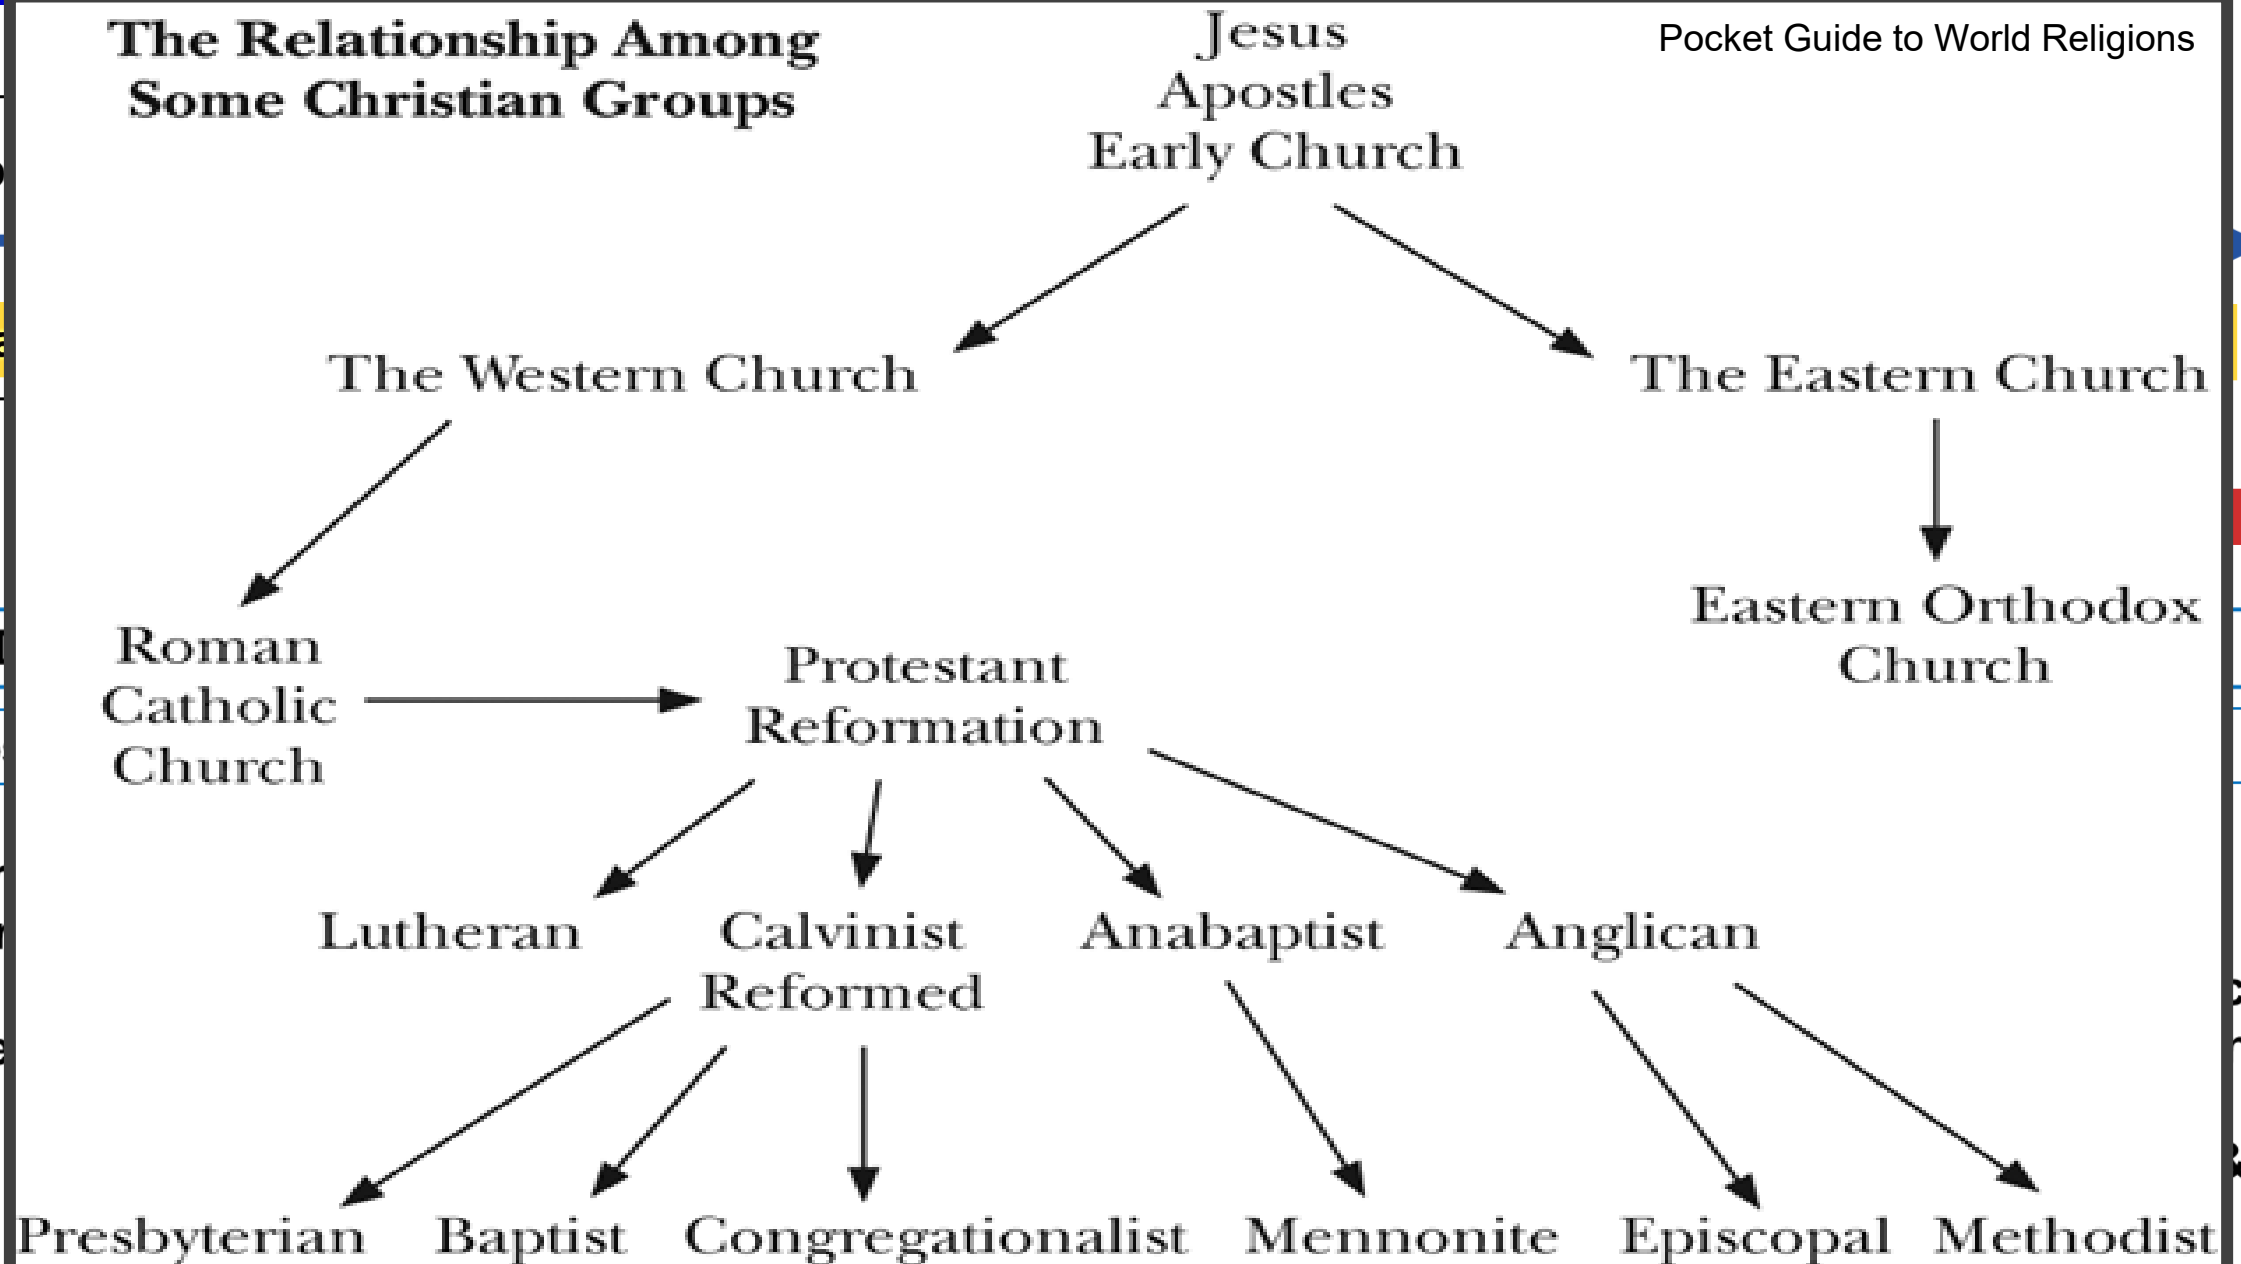 The Relationship Among
Some Christian Groups
Jesus
Apostles
Early Church
Pocket Guide to World Religions
The Western Church
The Eastern Church
Roman
Catholic
Church
Protestant
Reformation
Eastern Orthodox
Church
Lutheran
Calvinist
Reformed
Anabaptist
Anglican
Presbyterian
Baptist
Congregationalist
Mennonite
Episcopal
Methodist